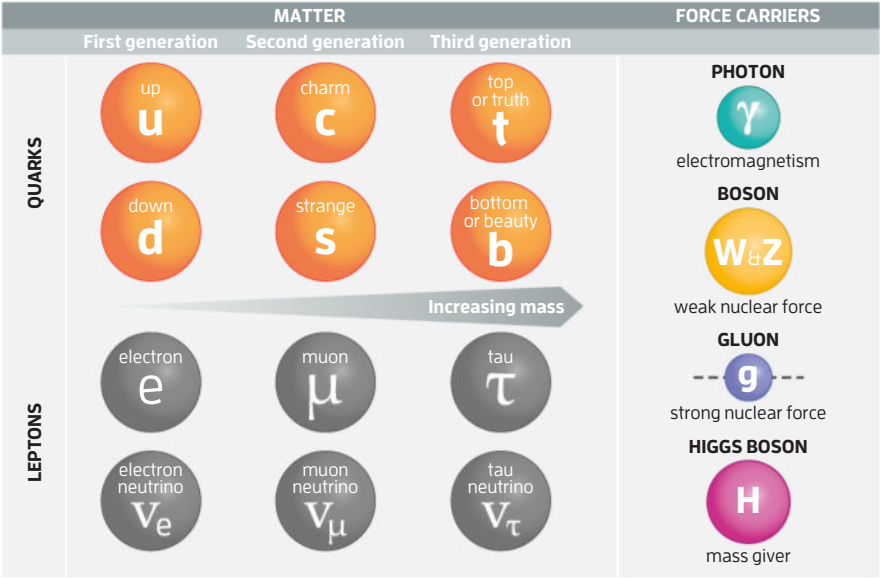 MATTER
FORCE CARRIERS
First generation
Second generation
Third generation
QUARKS
up
u
charm
c
top
or truth
t
down
d
strange
s
bottom
or beauty
b
Increasing mass
LEPTONS
electron
e
muon
μ
tau
τ
electron
neutrino
νe
muon
neutrino
νμ
tau
neutrino
ντ
PHOTON
γ
electromagnetism
BOSON
W&Z
weak nuclear force
GLUON
g
strong nuclear force
HIGGS BOSON
H
mass giver